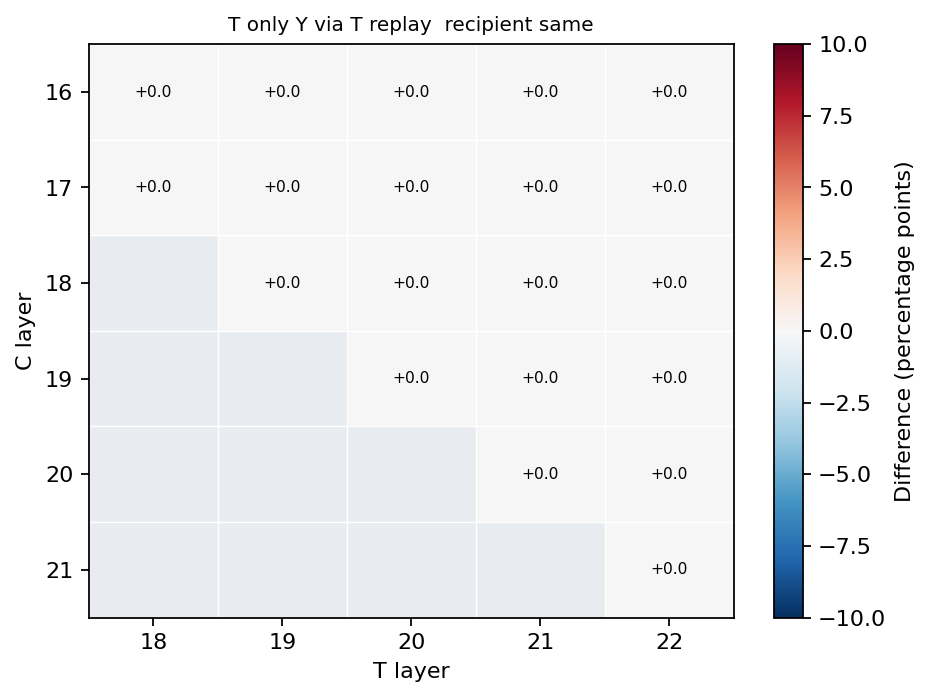 T only Y via T replay  recipient same
16 +0.0 +0.0 +0.0 +0.0 +0.0
17 +0.0 +0.0 +0.0 +0.0 +0.0
18 +0.0 +0.0 +0.0 +0.0
19 +0.0 +0.0 +0.0
20 +0.0 +0.0
21 +0.0
18 19 20 21 22
T layer
C layer
10.0
7.5
5.0
2.5
0.0
−2.5
−5.0
−7.5
−10.0
Difference (percentage points)